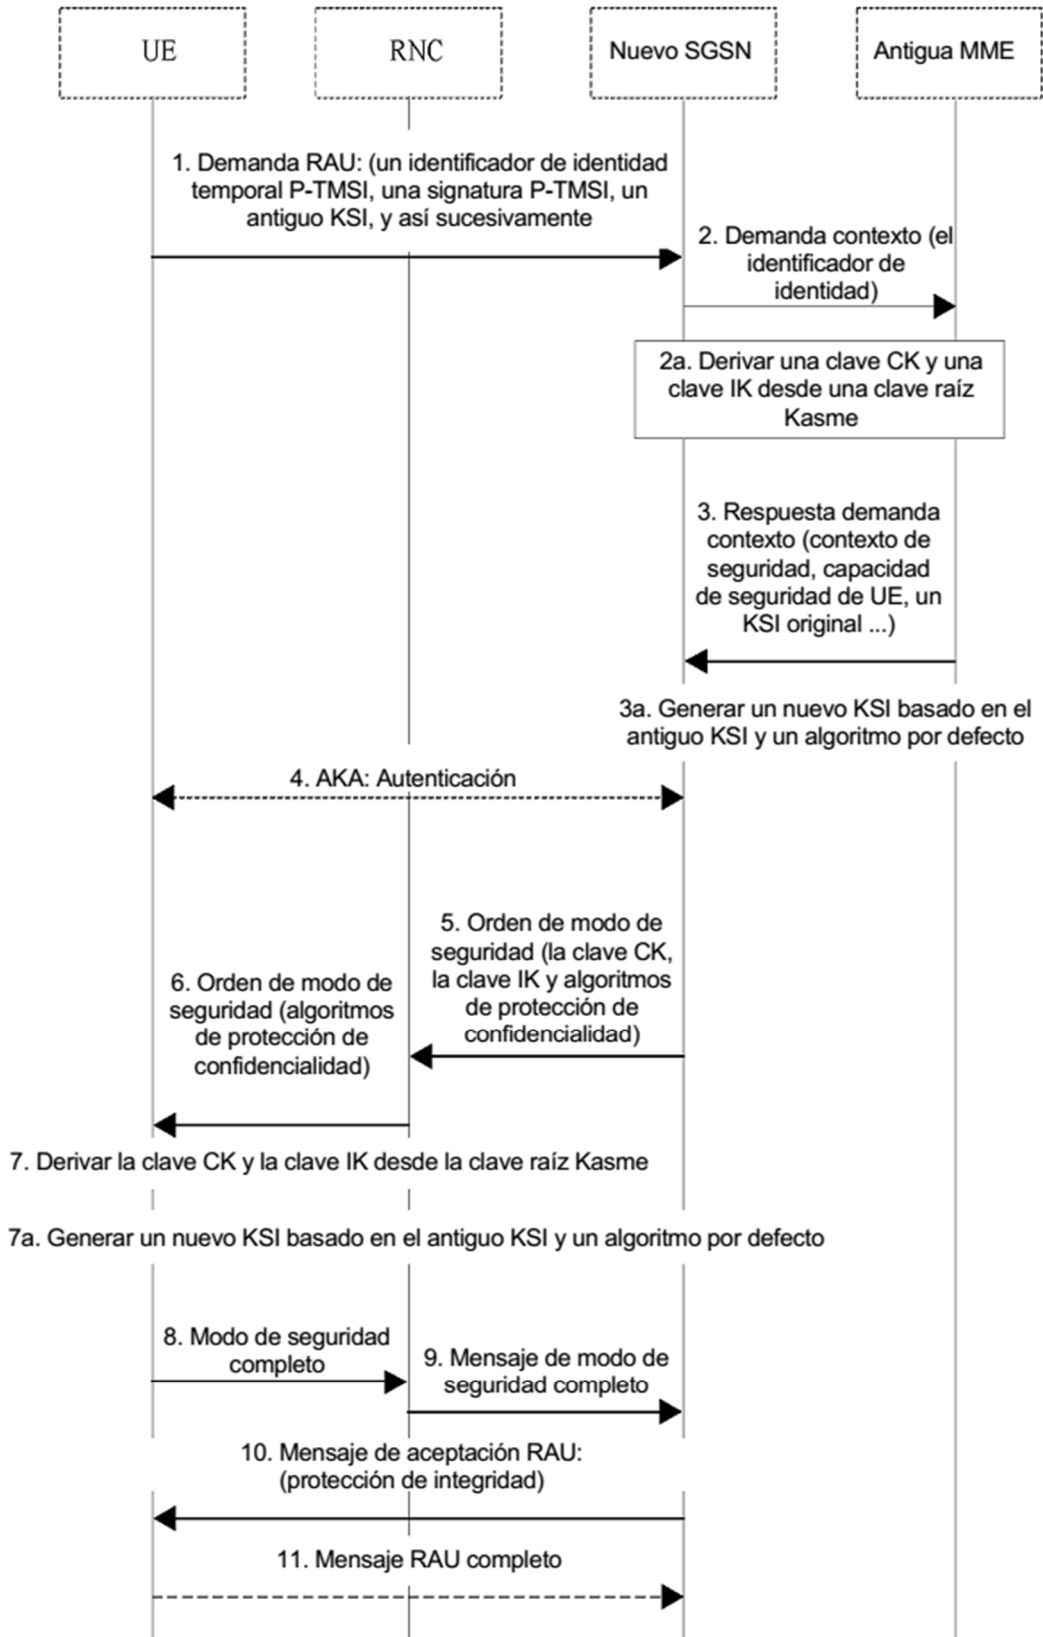 UE
RNC
Nuevo SGSN
Antigua MME
1. Demanda RAU: (un identificador de identidad
temporal P-TMSI, una signatura P-TMSI, un
antiguo KSI, y así sucesivamente
2. Demanda contexto (el
identificador de
identidad)
2a. Derivar una clave CK y una
clave IK desde una clave raíz
Kasme
3. Respuesta demanda
contexto (contexto de
seguridad, capacidad
de seguridad de UE, un
KSI original ...)
3a. Generar un nuevo KSI basado en el
antiguo KSI y un algoritmo por defecto
4. AKA: Autenticación
5. Orden de modo de
seguridad (la clave CK,
la clave IK y algoritmos
de protección de
confidencialidad)
6. Orden de modo de
seguridad (algoritmos
de protección de
confidencialidad)
7. Derivar la clave CK y la clave IK desde la clave raíz Kasme
7a. Generar un nuevo KSI basado en el antiguo KSI y un algoritmo por defecto
8. Modo de seguridad
completo
9. Mensaje de modo de
seguridad completo
10. Mensaje de aceptación RAU:
(protección de integridad)
11. Mensaje RAU completo